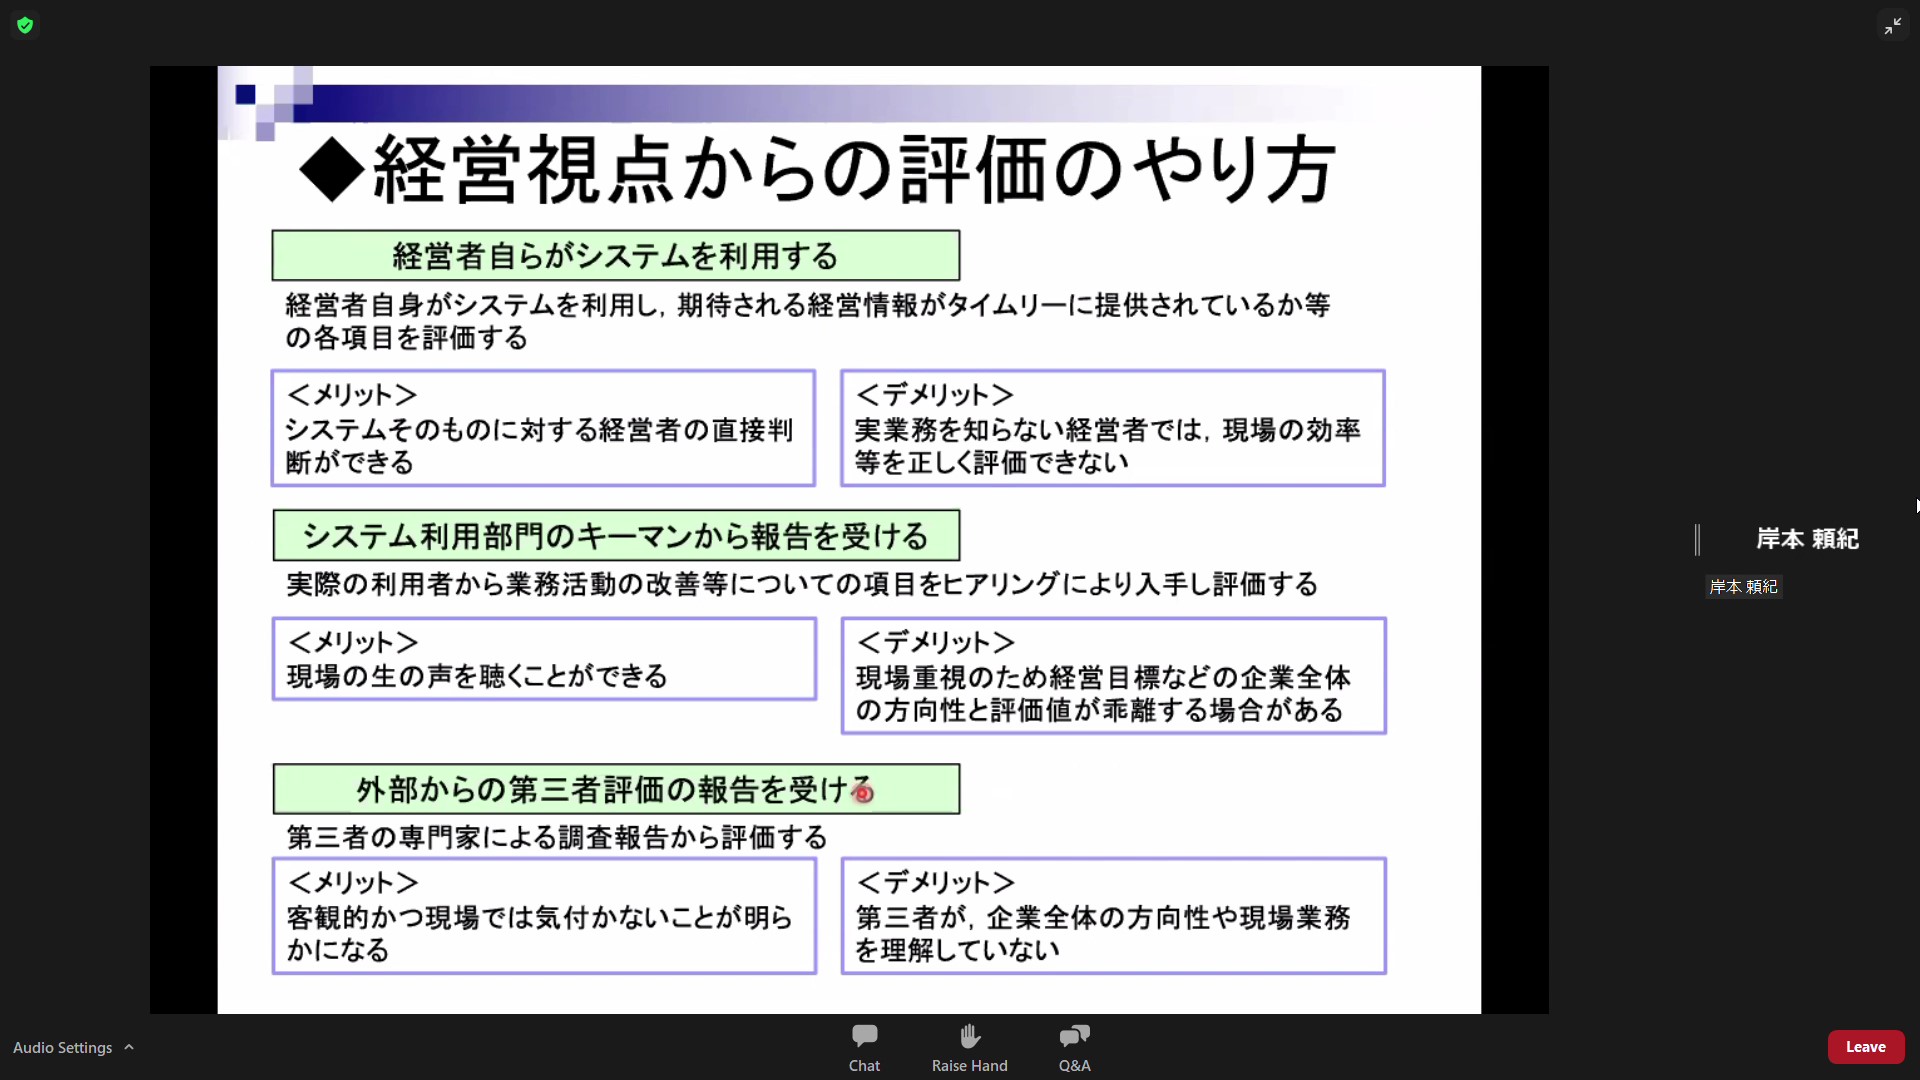 ◆経営視点からの評価のやり方
経営者自らがシステムを利用する
経営者自身がシステムを利用し，期待される経営情報がタイムリーに提供されているか等
の各項目を評価する
＜メリット＞
システムそのものに対する経営者の直接判
断ができる
＜デメリット＞
実業務を知らない経営者では，現場の効率
等を正しく評価できない
システム利用部門のキーマンから報告を受ける
実際の利用者から業務活動の改善等についての項目をヒアリングにより入手し評価する
＜メリット＞
現場の生の声を聴くことができる
＜デメリット＞
現場重視のため経営目標などの企業全体
の方向性と評価値が乖離する場合がある
外部からの第三者評価の報告を受ける
第三者の専門家による調査報告から評価する
＜メリット＞
客観的かつ現場では気付かないことが明ら
かになる
＜デメリット＞
第三者が，企業全体の方向性や現場業務
を理解していない
岸本 頼紀
岸本 頼紀
Audio Settings
Chat
Raise Hand
Q&A
Leave